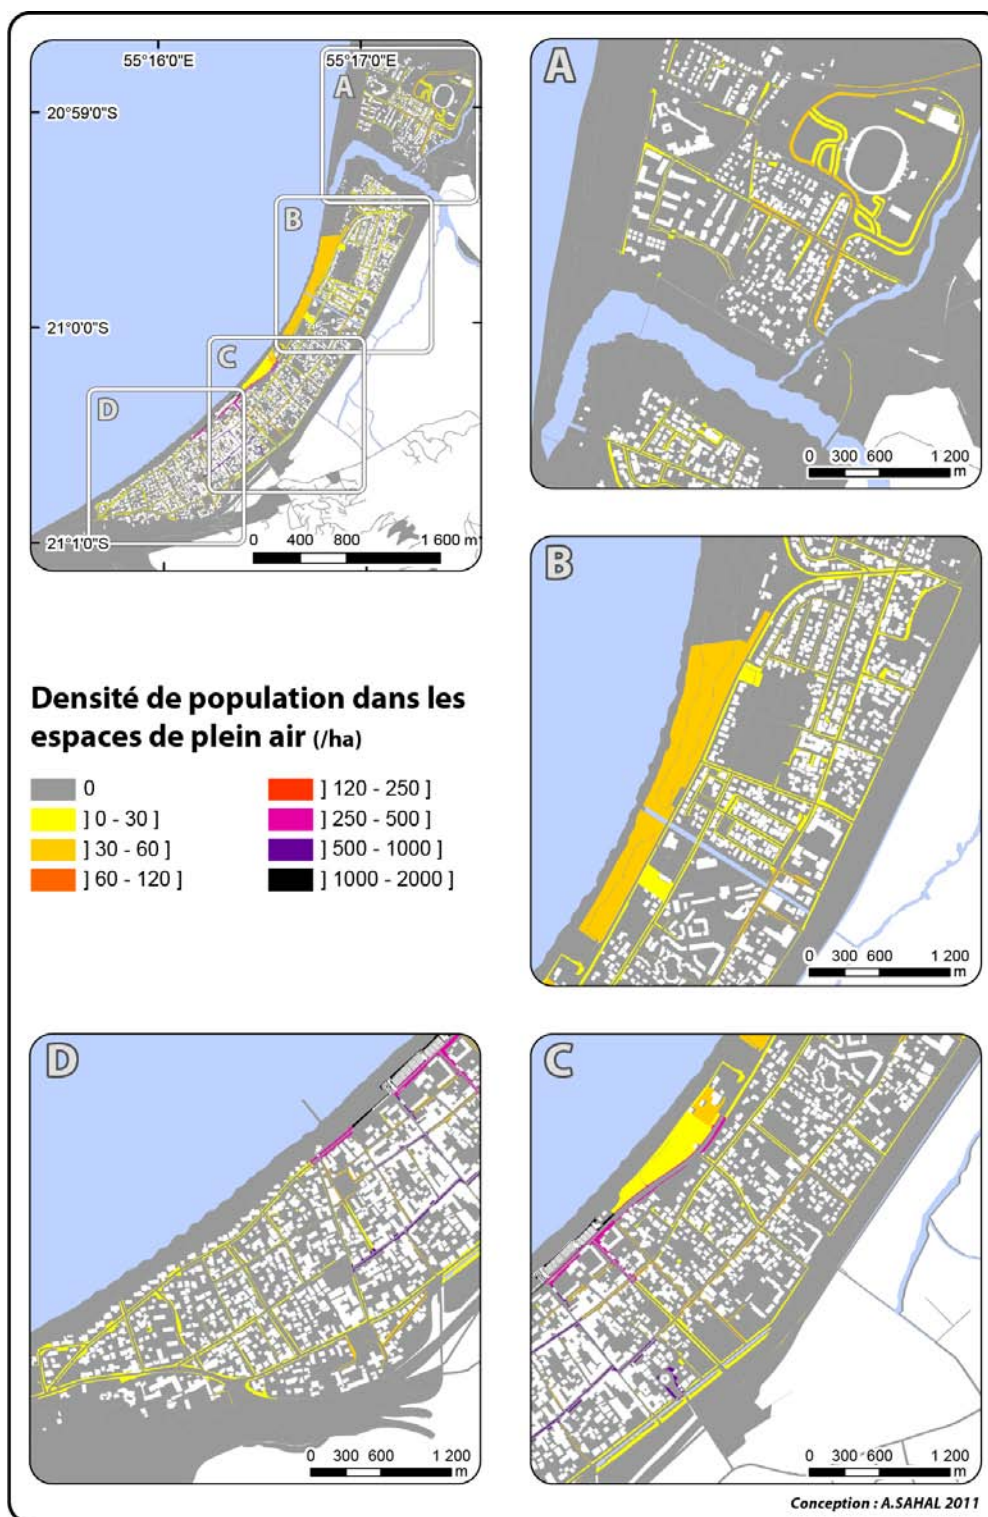 55°16'0"E
55°17'0"E
20°59'0"S
21°0'0"S
21°1'0"S
A
B
C
D
0 400 800 1 600 m
A
0 300 600 1 200
m
B
0 300 600 1 200
m
Densité de population dans les
espaces de plein air (/ha)
0
] 0 - 30 ]
] 30 - 60 ]
] 60 - 120 ]
] 120 - 250 ]
] 250 - 500 ]
] 500 - 1000 ]
] 1000 - 2000 ]
D
0 300 600 1 200
m
C
0 300 600 1 200
m
Conception : A.SAHAL 2011